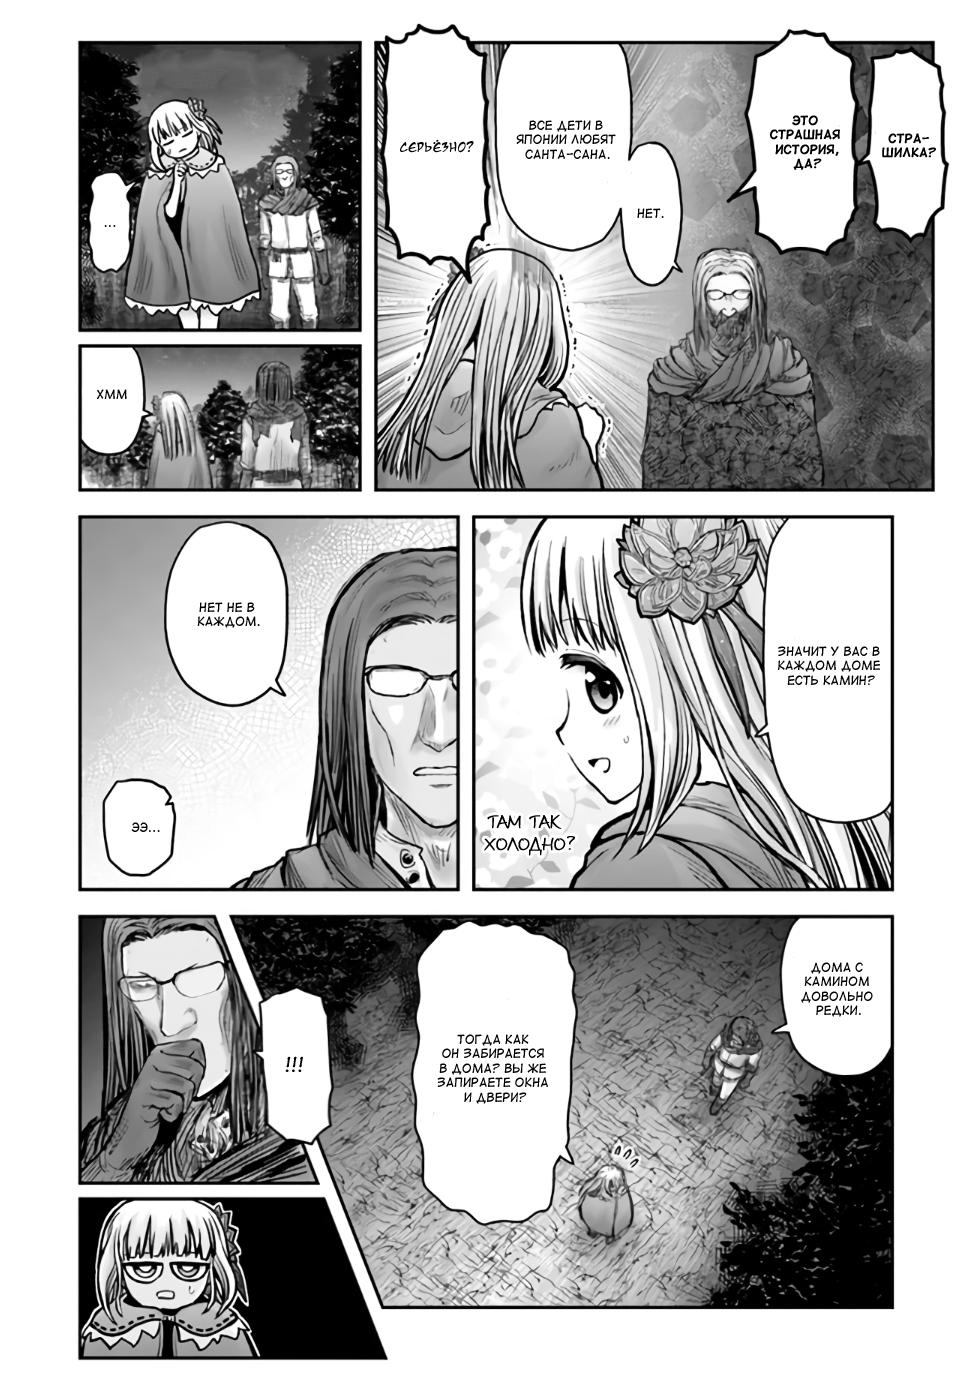 СТРА-
ШИЛКА?
ЭТО
СТРАШНАЯ
ИСТОРИЯ,
ДА?
НЕТ.
ВСЕ ДЕТИ В
ЯПОНИИ ЛЮБЯТ
САНТА-САНА.
СЕРЬЁЗНО?
...
ХММ
ЗНАЧИТ У ВАС В
КАЖДОМ ДОМЕ
ЕСТЬ КАМИН?
ТАМ ТАК
ХОЛОДНО?
НЕТ НЕ В
КАЖДОМ.
ЭЭ...
ДОМА С
КАМИНОМ
ДОВОЛЬНО
РЕДКИ.
ТОГДА КАК
ОН ЗАБИРАЕТСЯ
В ДОМА? ВЫ ЖЕ
ЗАПИРАЕТЕ ОКНА
И ДВЕРИ?
!!!